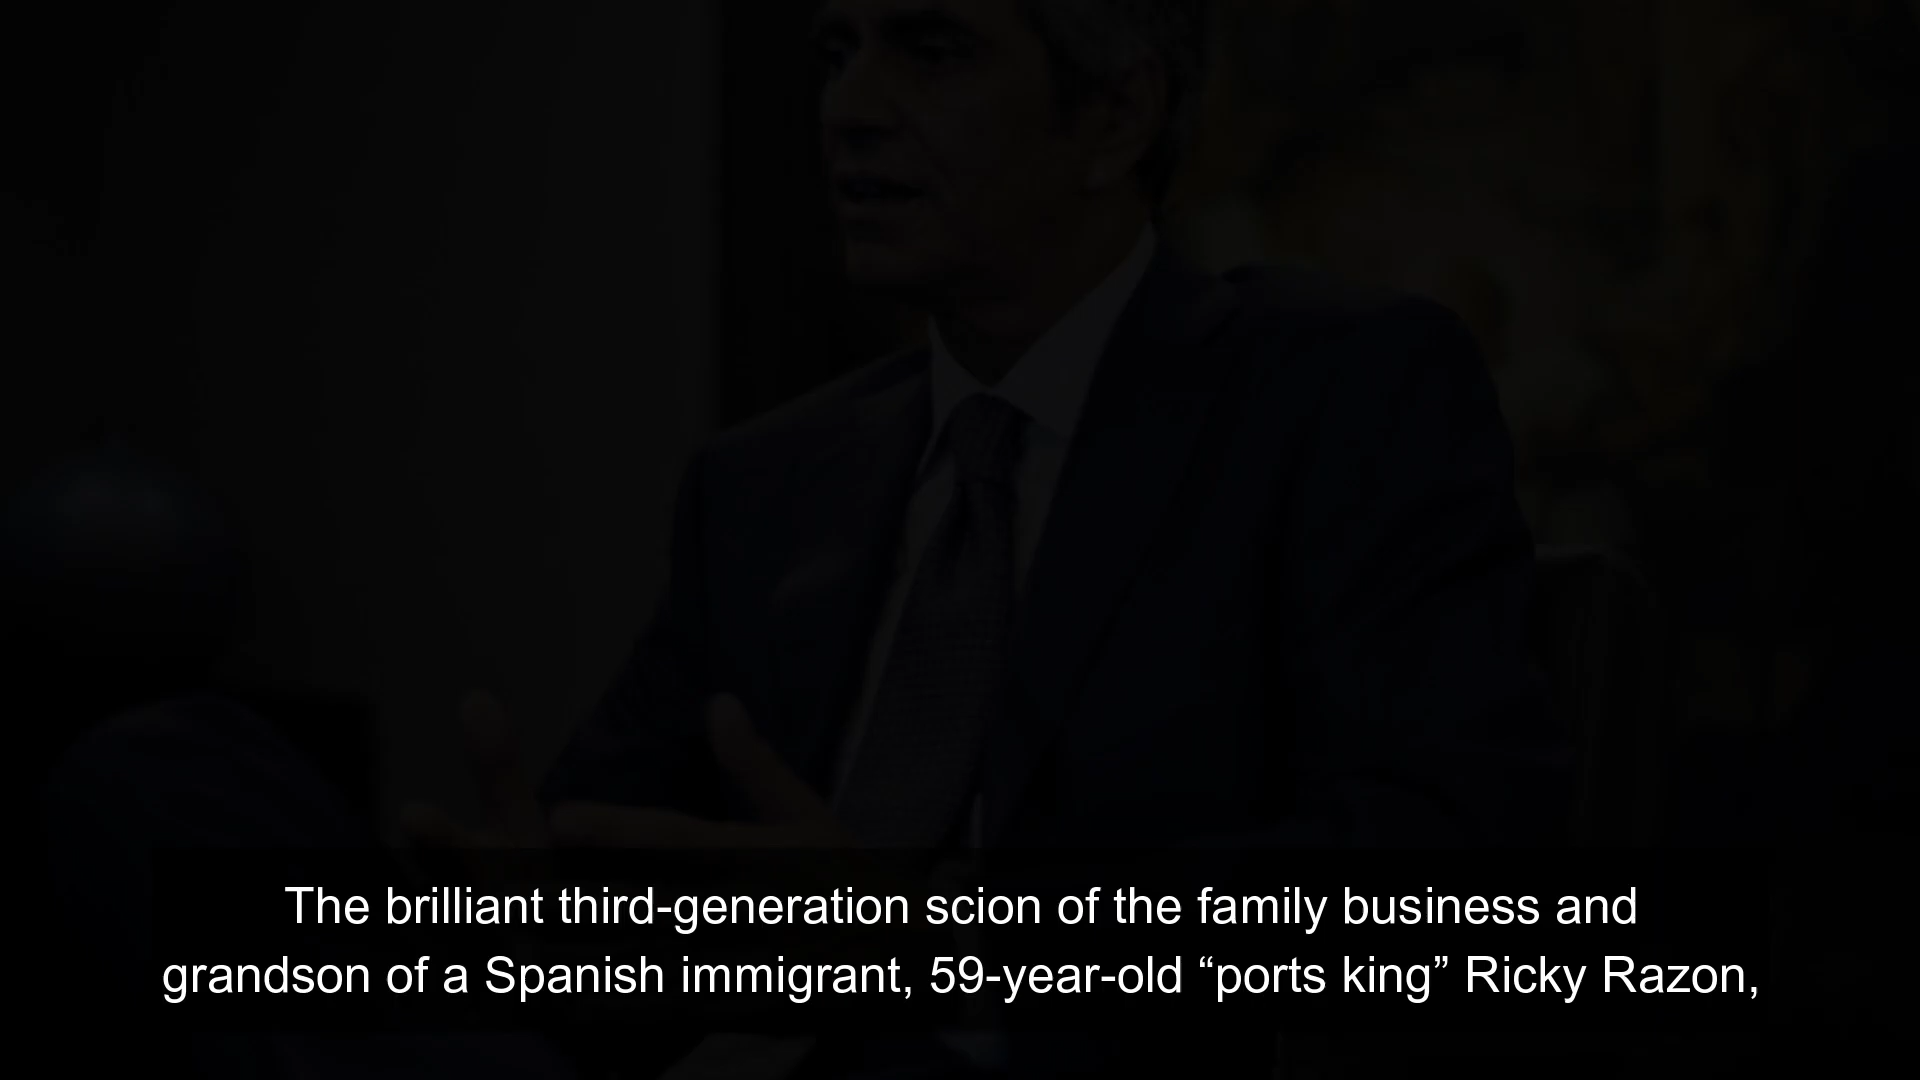 The brilliant third-generation scion of the family business and
grandson of a Spanish immigrant, 59-year-old “ports king” Ricky Razon,